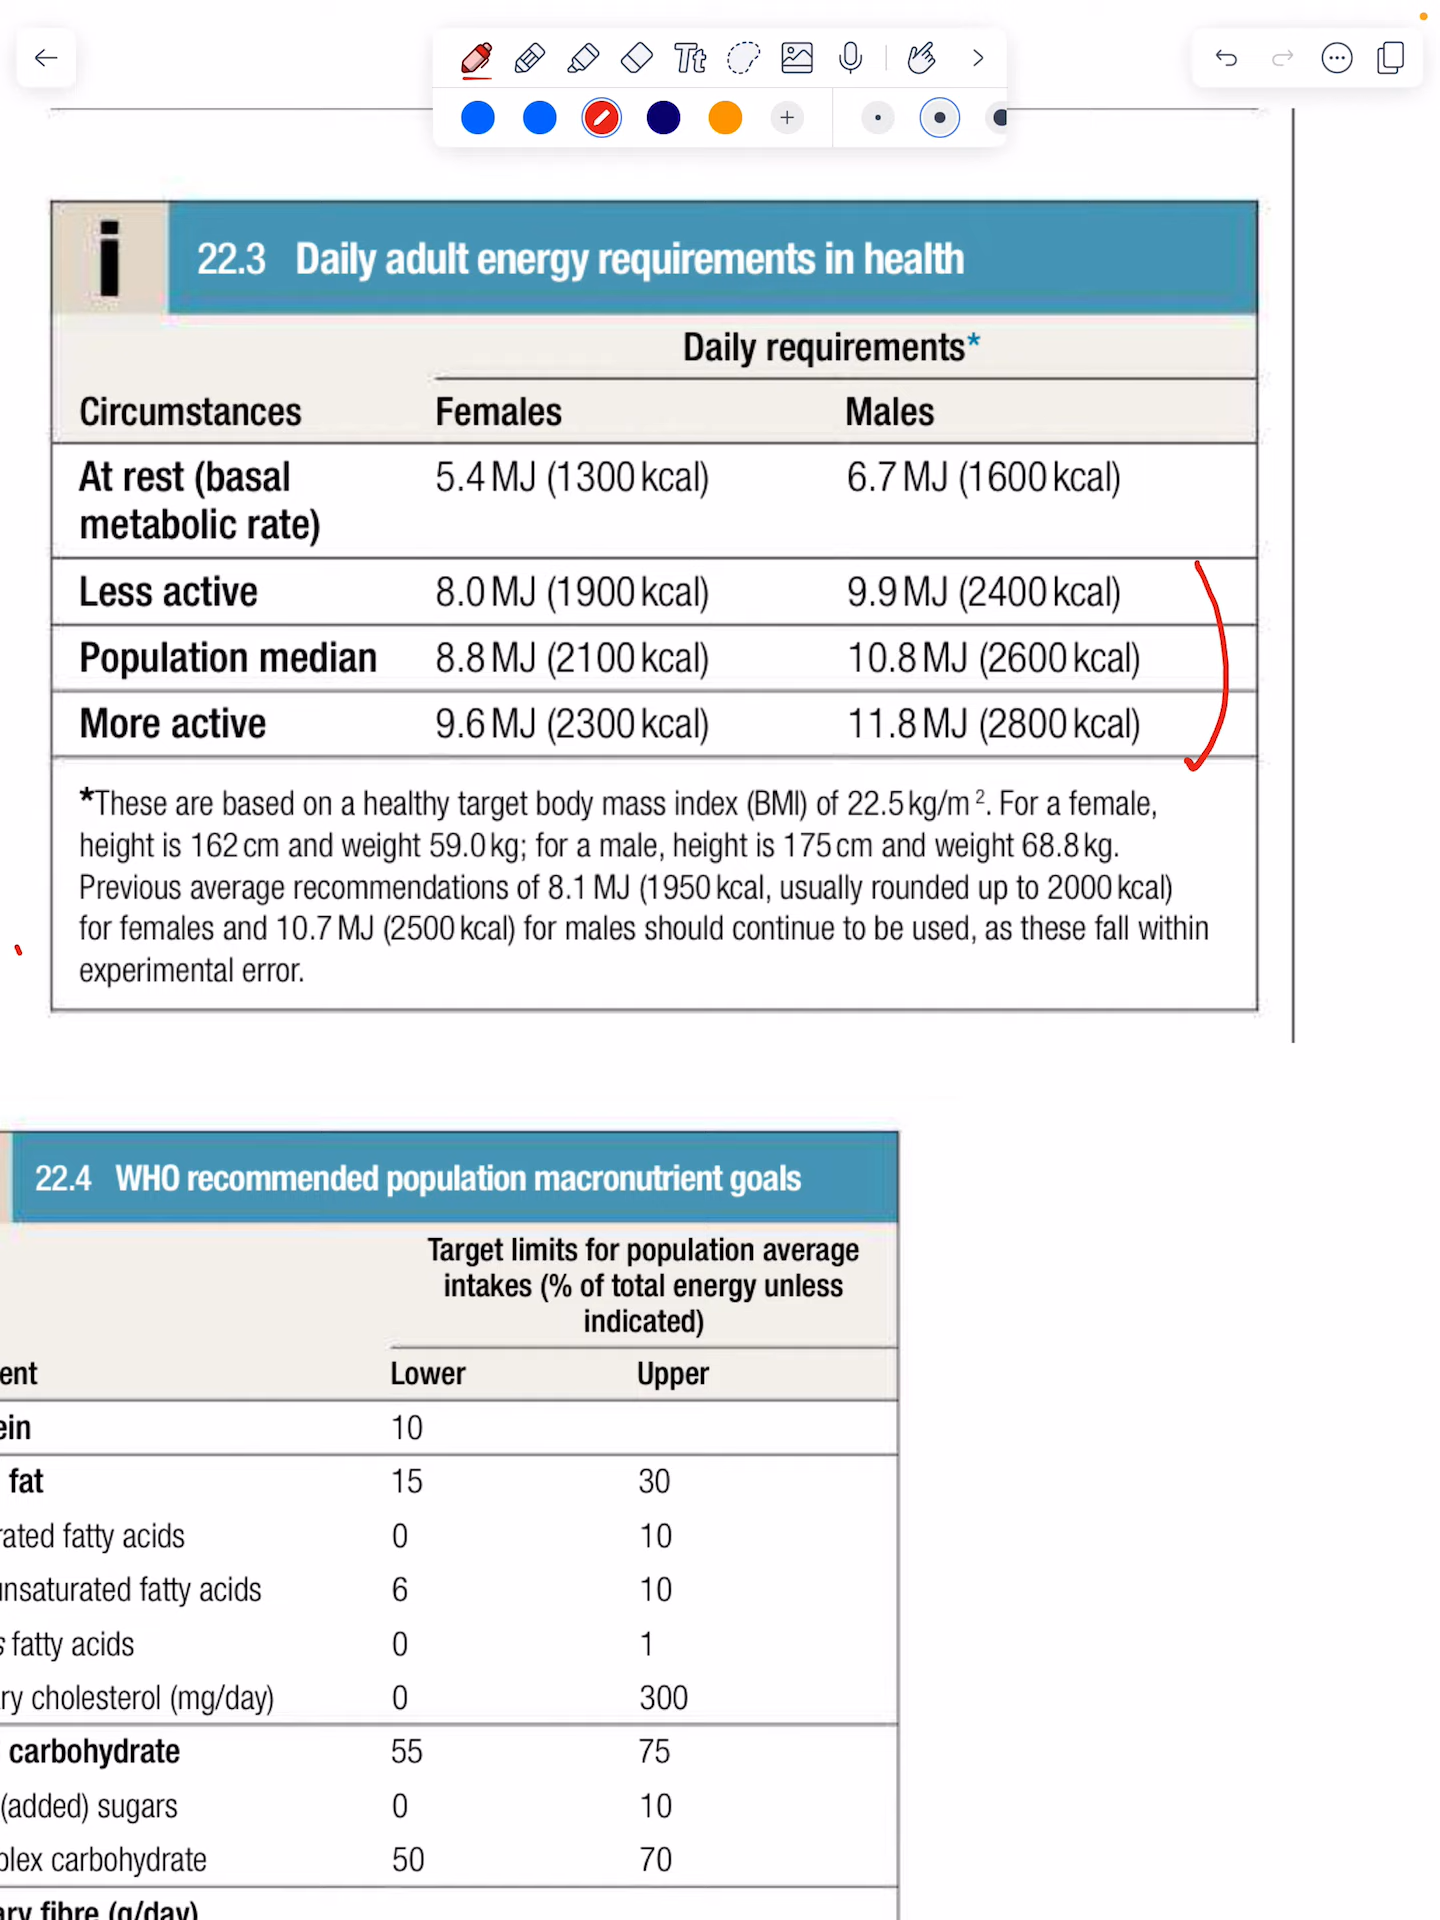 Tt
i
22.3 Daily adult energy requirements in health
Daily requirements*
Circumstances Females Males
At rest (basal metabolic rate) 5.4 MJ (1300 kcal) 6.7 MJ (1600 kcal)
Less active 8.0 MJ (1900 kcal) 9.9 MJ (2400 kcal)
Population median 8.8 MJ (2100 kcal) 10.8 MJ (2600 kcal)
More active 9.6 MJ (2300 kcal) 11.8 MJ (2800 kcal)
*These are based on a healthy target body mass index (BMI) of 22.5 kg/m². For a female,
height is 162 cm and weight 59.0 kg; for a male, height is 175 cm and weight 68.8 kg.
Previous average recommendations of 8.1 MJ (1950 kcal, usually rounded up to 2000 kcal)
for females and 10.7 MJ (2500 kcal) for males should continue to be used, as these fall within
experimental error.
22.4 WHO recommended population macronutrient goals
Target limits for population average
intakes (% of total energy unless
indicated)
ent Lower Upper
ein 10
fat 15 30
rated fatty acids 0 10
unsaturated fatty acids 6 10
s fatty acids 0 1
ry cholesterol (mg/day) 0 300
carbohydrate 55 75
(added) sugars 0 10
plex carbohydrate 50 70
ary fibre (g/day)